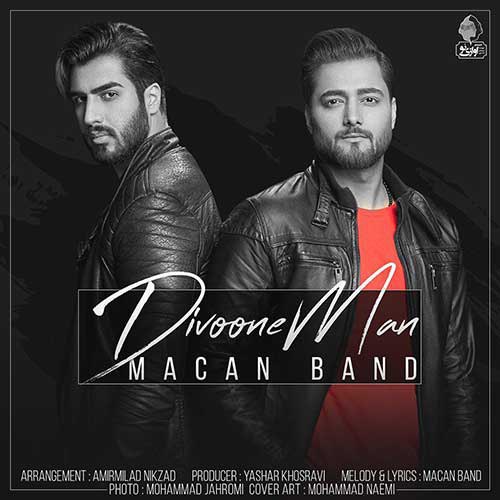 Divoone Man
MACAN BAND
ARRANGEMENT : AMIRMILAD NIKZAD PRODUCER : YASHAR KHOSRAVI MELODY & LYRICS : MACAN BAND
PHOTO : MOHAMMAD JAHROMI COVER ART : MOHAMMAD NAEMI